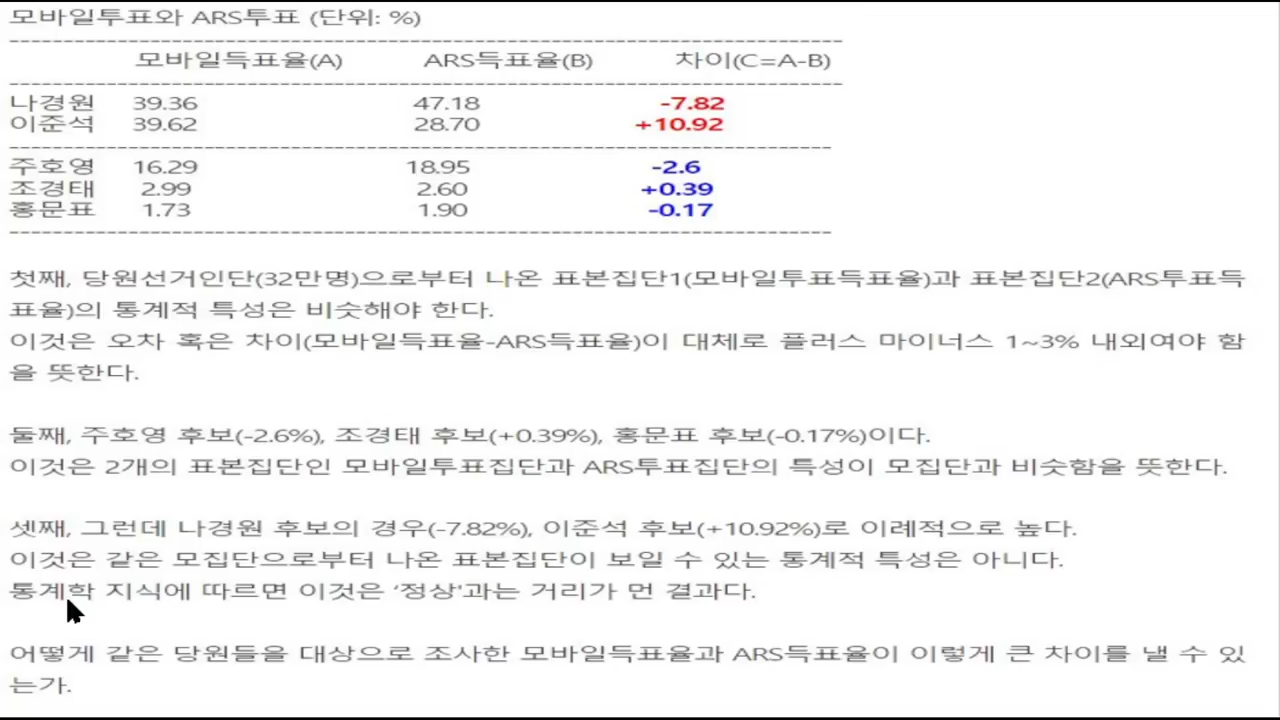 모바일투표와 ARS투표 (단위: %)
모바일득표율(A) ARS득표율(B) 차이(C=A-B)
나경원 39.36 47.18 -7.82
이준석 39.62 28.70 +10.92
주호영 16.29 18.95 -2.6
조경태 2.99 2.60 +0.39
홍문표 1.73 1.90 -0.17
첫째, 당원선거인단(32만명)으로부터 나온 표본집단1(모바일투표득표율)과 표본집단2(ARS투표득
표율)의 통계적 특성은 비슷해야 한다.
이것은 오차 혹은 차이(모바일득표율-ARS득표율)이 대체로 플러스 마이너스 1~3% 내외여야 함
을 뜻한다.
둘째, 주호영 후보(-2.6%), 조경태 후보(+0.39%), 홍문표 후보(-0.17%)이다.
이것은 2개의 표본집단인 모바일투표집단과 ARS투표집단의 특성이 모집단과 비슷함을 뜻한다.
셋째, 그런데 나경원 후보의 경우(-7.82%), 이준석 후보(+10.92%)로 이례적으로 높다.
이것은 같은 모집단으로부터 나온 표본집단이 보일 수 있는 통계적 특성은 아니다.
통계학 지식에 따르면 이것은 ‘정상'과는 거리가 먼 결과다.
어떻게 같은 당원들을 대상으로 조사한 모바일득표율과 ARS득표율이 이렇게 큰 차이를 낼 수 있
는가.